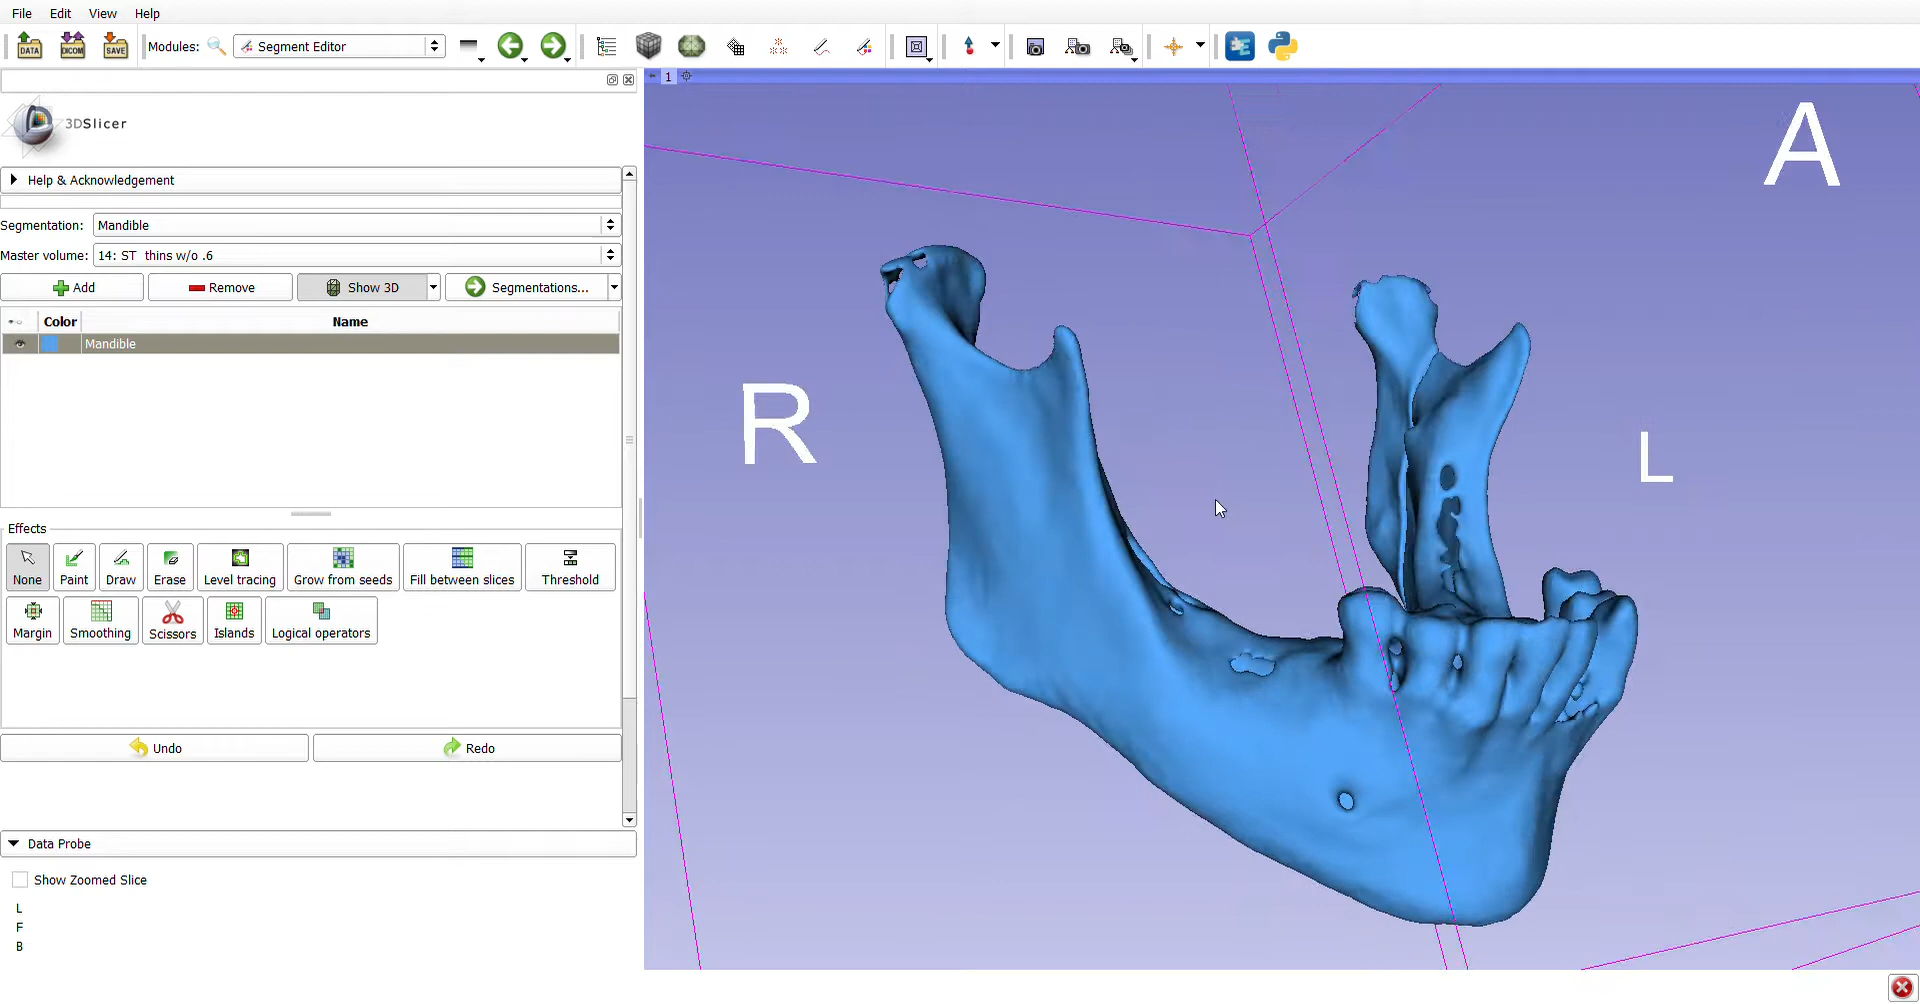 File Edit View Help
DATA DICOM SAVE Modules: Segment Editor
1
3DSlicer
Help & Acknowledgement
Segmentation: Mandible
Master volume: 14: ST thins w/o .6
Add Remove Show 3D Segmentations...
Color Name
Mandible
Effects
None Paint Draw Erase Level tracing Grow from seeds Fill between slices Threshold
Margin Smoothing Scissors Islands Logical operators
Undo Redo
Data Probe
Show Zoomed Slice
L
F
B
A
R
L